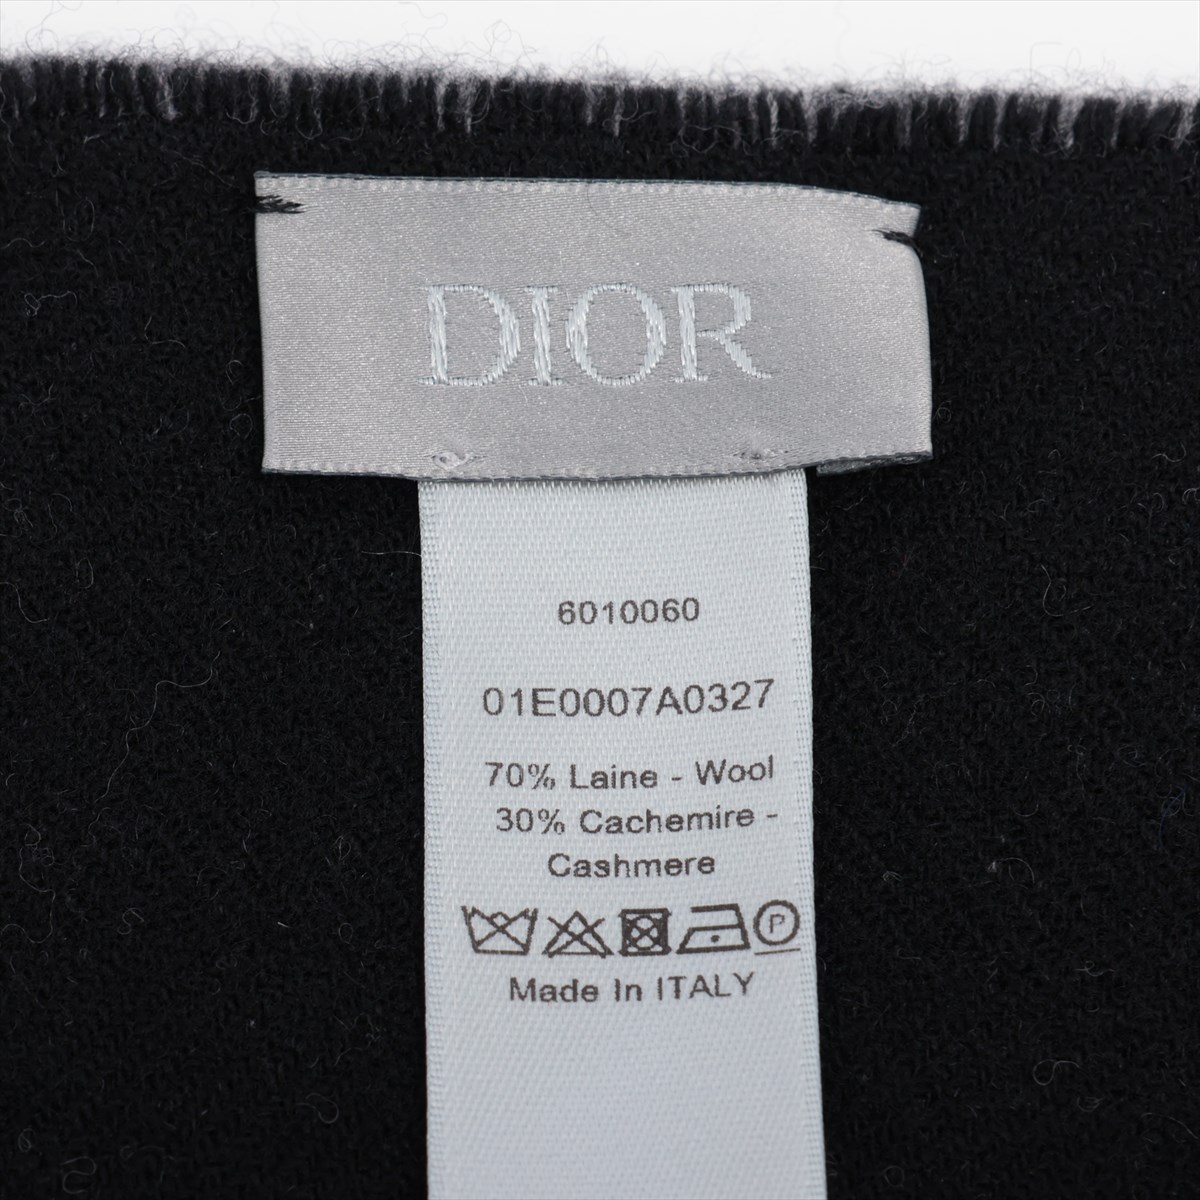 DIOR
6010060
01E0007A0327
70% Laine - Wool
30% Cachemire -
Cashmere
P
Made In ITALY